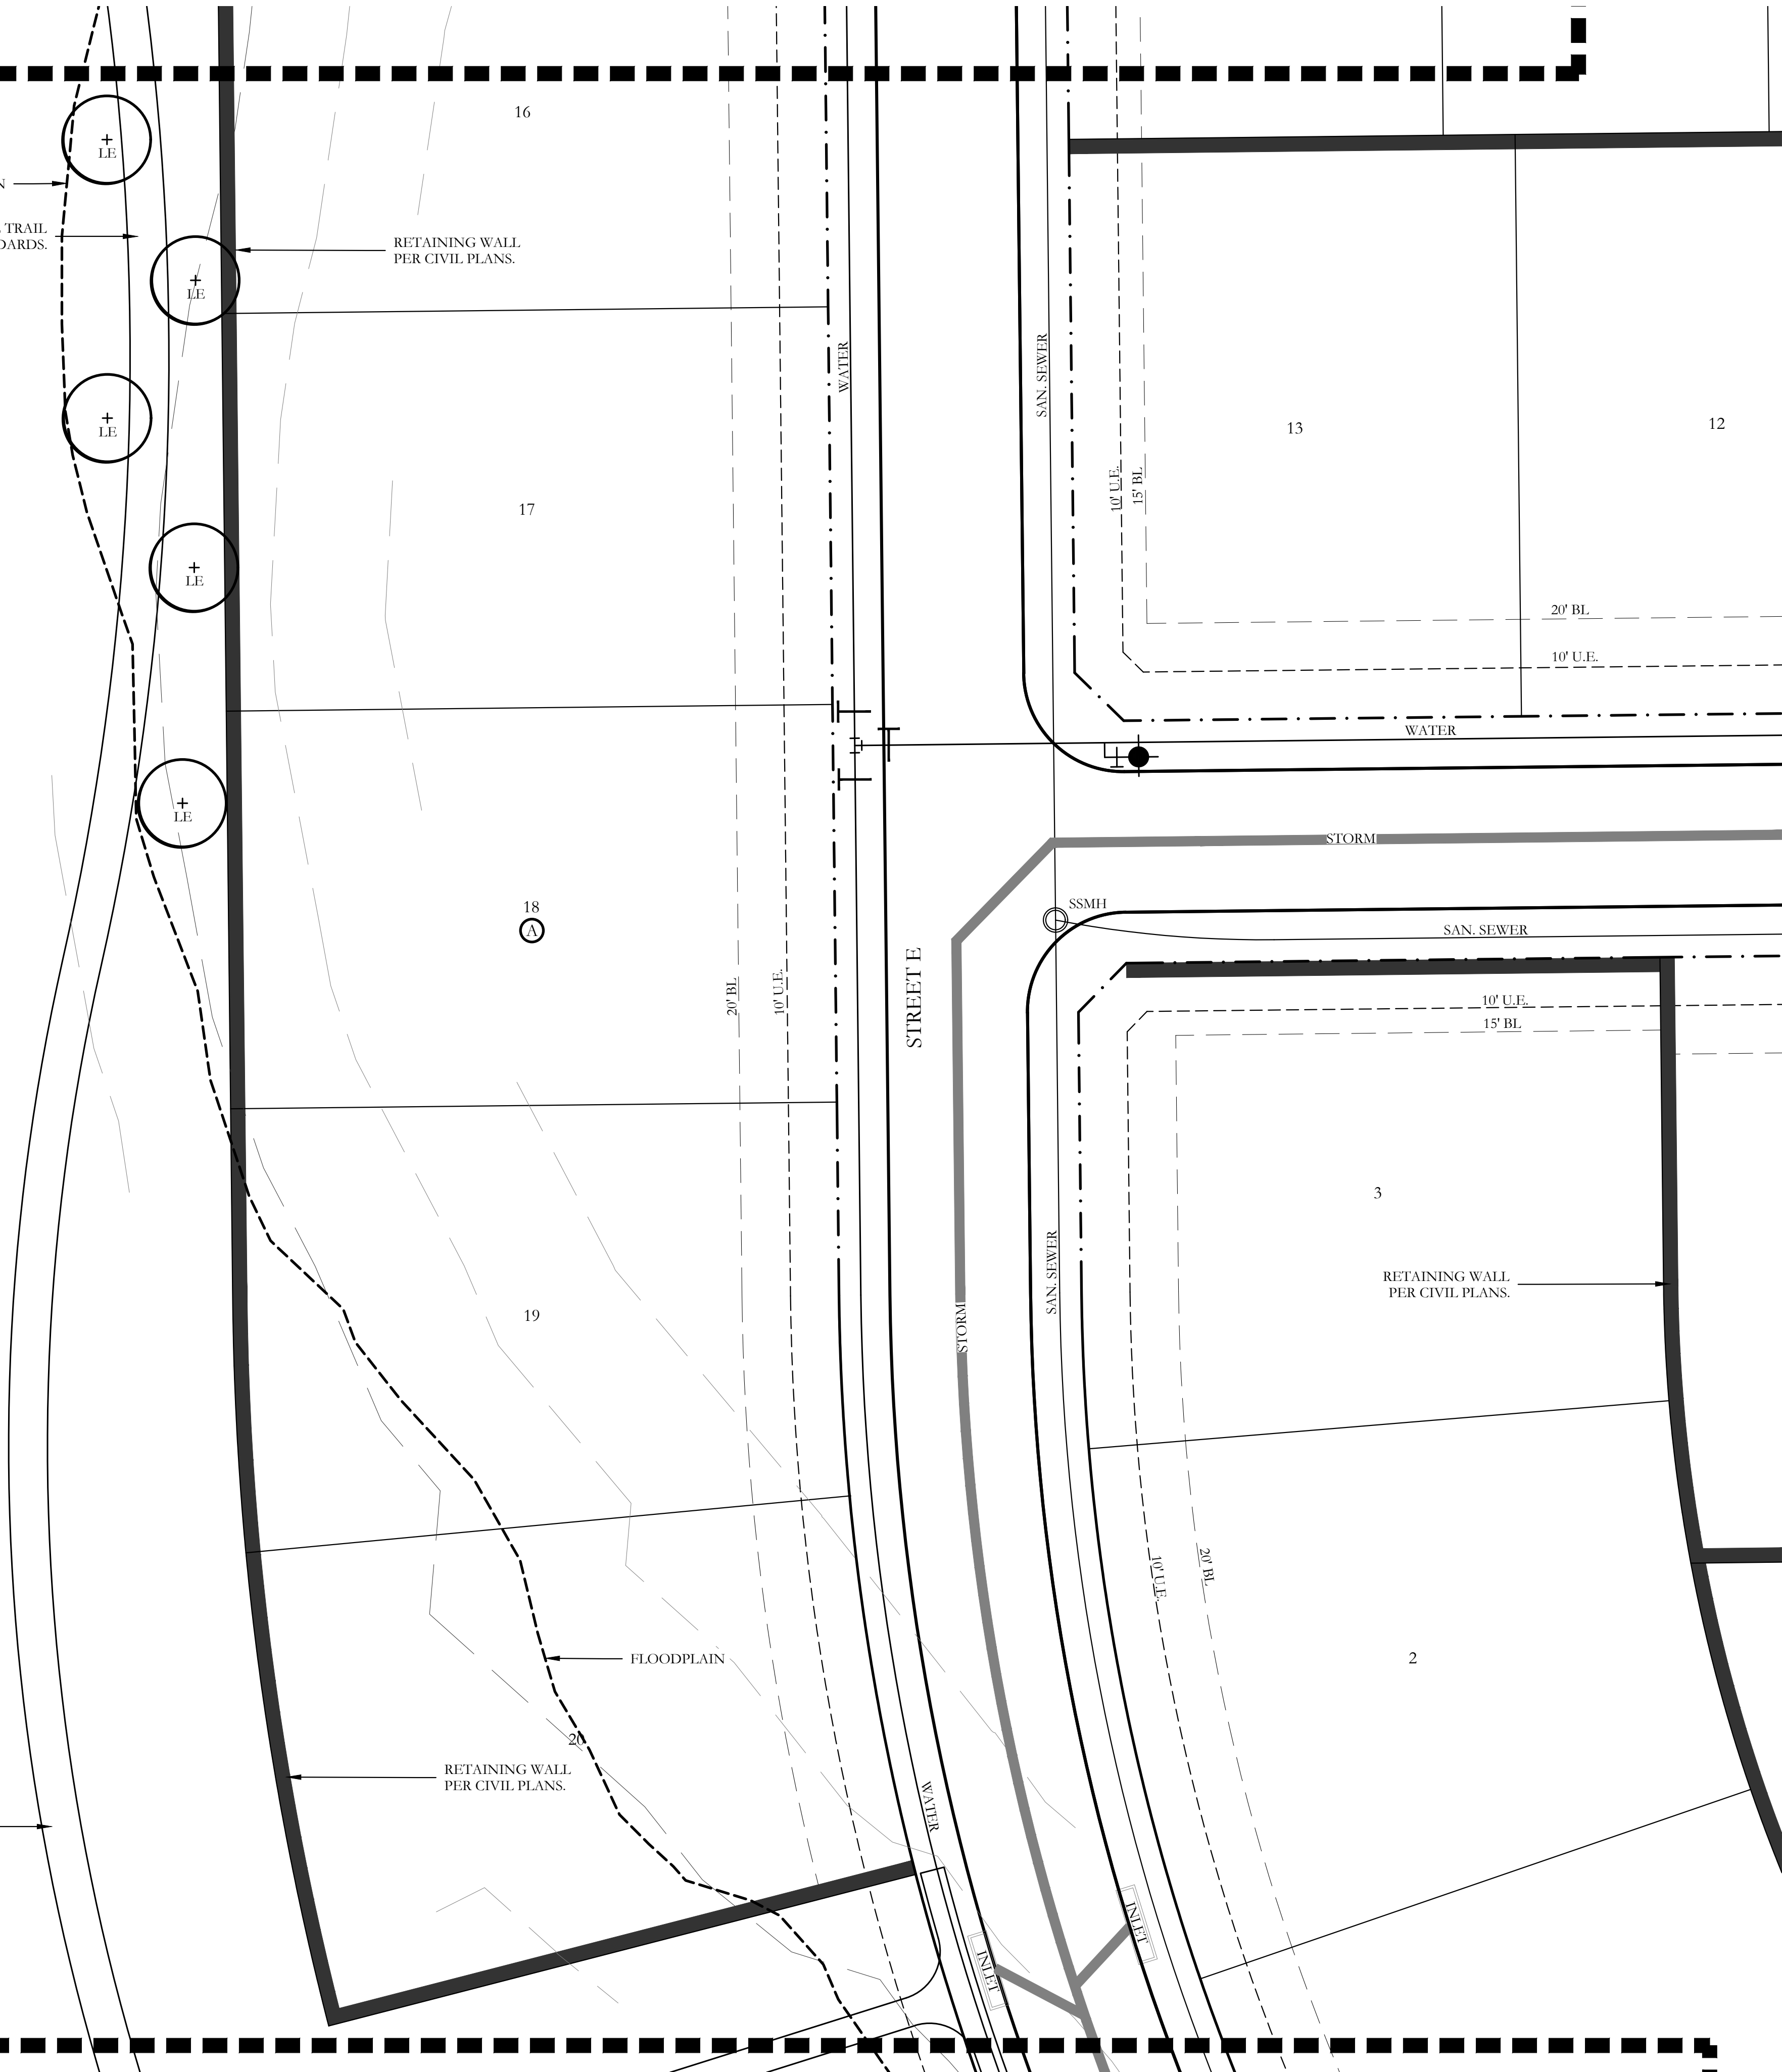 16
N
LE
TRAIL
DARDS.
RETAINING WALL
PER CIVIL PLANS.
LE
WATER
SAN. SEWER
LE
13
12
10' U.E.
15' BL
17
LE
20' BL
10' U.E.
WATER
LE
STORM
18
A
SSMH
SAN. SEWER
20' BL
10' U.E.
STREET E
10' U.E.
15' BL
3
SAN. SEWER
RETAINING WALL
PER CIVIL PLANS.
19
STORM
10' U.E.
20' BL
FLOODPLAIN
2
20
RETAINING WALL
PER CIVIL PLANS.
WATER
INLET
INLET